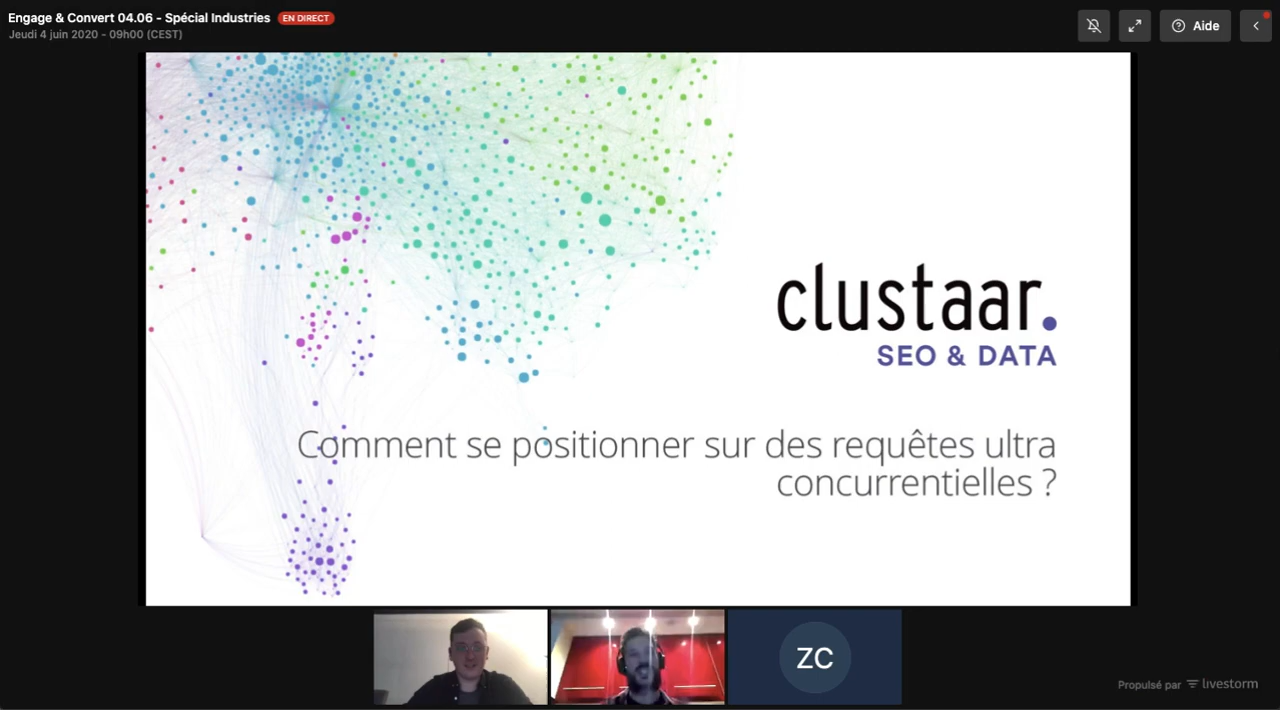 Engage & Convert 04.06 - Spécial Industries EN DIRECT
Jeudi 4 juin 2020 - 09h00 (CEST)
Aide
clustaar.
SEO & DATA
Comment se positionner sur des requêtes ultra
concurrentielles ?
ZC
Propulsé par livestorm